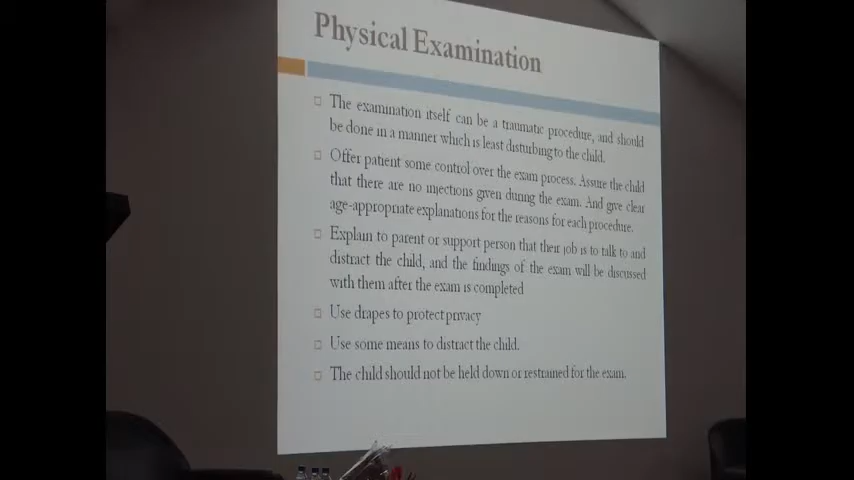 Physical Examination
The examination itself can be a traumatic procedure, and should
be done in a manner which is least disturbing to the child.
Offer patient some control over the exam process. Assure the child
that there are no injections given during the exam. And give clear
age-appropriate explanations for the reasons for each procedure.
Explain to parent or support person that their job is to talk to and
distract the child, and the findings of the exam will be discussed
with them after the exam is completed
Use drapes to protect privacy
Use some means to distract the child.
The child should not be held down or restrained for the exam.